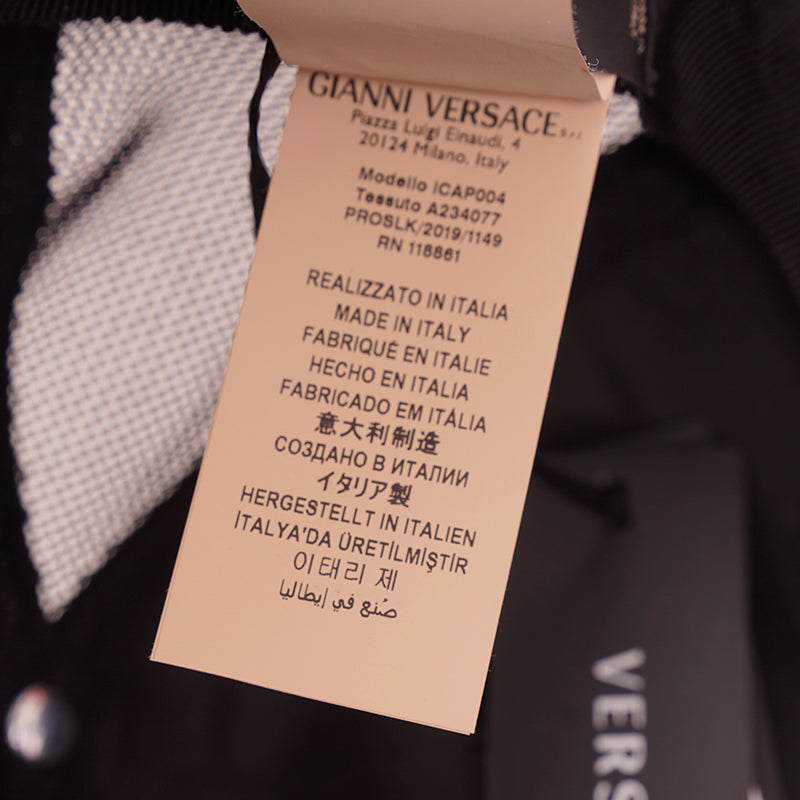 GIANNI VERSACE S.r.l.
Piazza Luigi Einaudi, 4
20124 Milano, Italy
Modello ICAP004
Tessuto A234077
PROSLK/2019/1149
RN 118861
REALIZZATO IN ITALIA
MADE IN ITALY
FABRIQUÉ EN ITALIE
HECHO EN ITALIA
FABRICADO EM ITÁLIA
意大利制造
СОЗДАНО В ИТАЛИИ
イタリア製
HERGESTELLT IN ITALIEN
İTALYA'DA ÜRETİLMİŞTİR
이태리 제
صُنع في إيطاليا
VERS